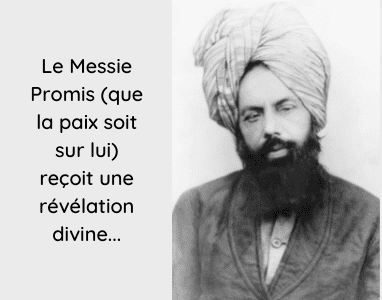 Le Messie
Promis (que
la paix soit
sur lui)
reçoit une
révélation
divine...